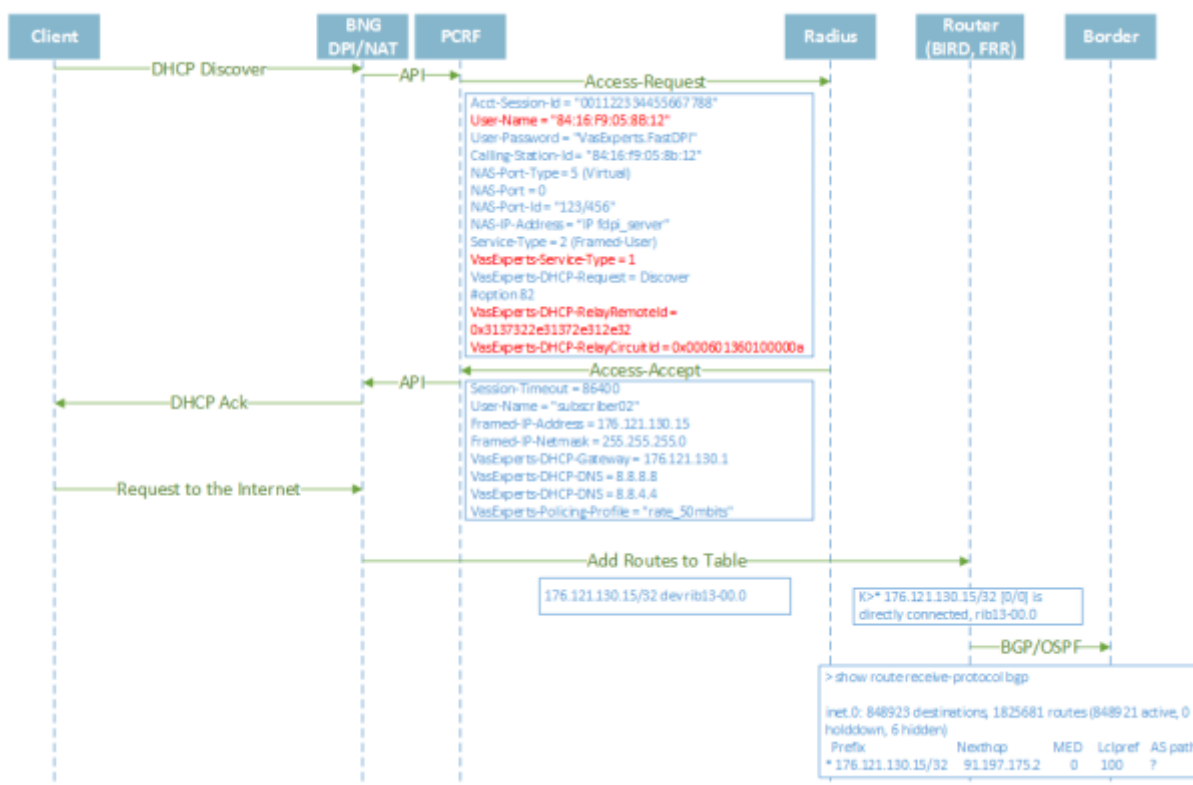 Client
BNG
DPI/NAT
PCRF
Radius
Router
(BIRD, FRR)
Border
DHCP Discover
API
Access-Request
Acct-Session-Id = "0011223344556677 88"
User-Name = "84:16:F9:05:8B:12"
User-Password = "VasExperts.FastDPI"
Calling-Station-Id = "84:16:f9:05:8b:12"
NAS-Port-Type = 5 (Virtual)
NAS-Port = 0
NAS-Port-Id = "123/456"
NAS-IP-Address = "IP fdpi_server"
Service-Type = 2 (Framed-User)
VasExperts-Service-Type = 1
VasExperts-DHCP-Request = Discover
#option 82
VasExperts-DHCP-RelayRemoteId =
0x3137322e31372e312e32
VasExperts-DHCP-RelayCircuitId = 0x000601360100000a
Access-Accept
API
DHCP Ack
Session-Timeout = 86400
User-Name = "subscriber02"
Framed-IP-Address = 176.121.130.15
Framed-IP-Netmask = 255.255.255.0
VasExperts-DHCP-Gateway = 176.121.130.1
VasExperts-DHCP-DNS = 8.8.8.8
VasExperts-DHCP-DNS = 8.8.4.4
VasExperts-Policing-Profile = "rate_50mbits"
Request to the Internet
Add Routes to Table
176.121.130.15/32 dev rib13-00.0
K>* 176.121.130.15/32 [0/0] is
directly connected, rib13-00.0
BGP/OSPF
> show route receive-protocol bgp
inet.0: 848923 destinations, 1825681 routes (848921 active, 0
holddown, 6 hidden)
Prefix Nexthop MED Lclpref AS path
* 176.121.130.15/32 91.197.175.2 0 100 ?